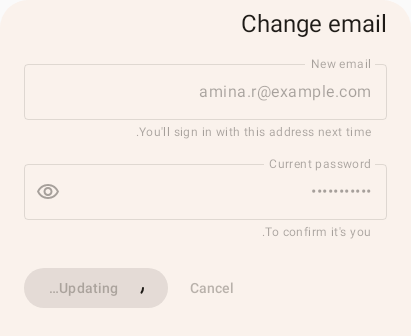 Change email
New email
amina.r@example.com
.You'll sign in with this address next time
Current password
•••••••••••
.To confirm it's you
…Updating
Cancel